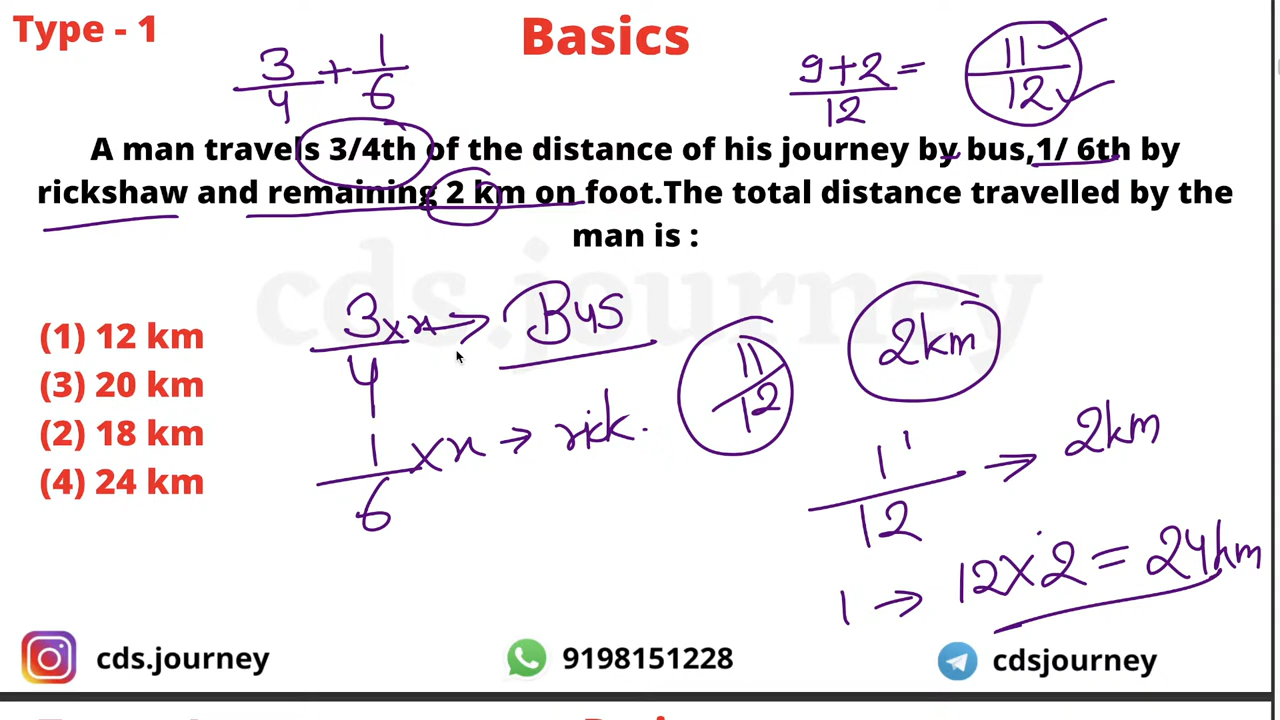 Type - 1
Basics
3/4 + 1/6
9+2/12 = 11/12
A man travels 3/4th of the distance of his journey by bus,1/ 6th by
rickshaw and remaining 2 km on foot.The total distance travelled by the
man is :
cds.journey
(1) 12 km
(3) 20 km
(2) 18 km
(4) 24 km
3/4 x x → Bus
1/6 x x → rick.
11/12
2km
1/12 → 2km
1 → 12x2 = 24km
cds.journey
9198151228
cdsjourney